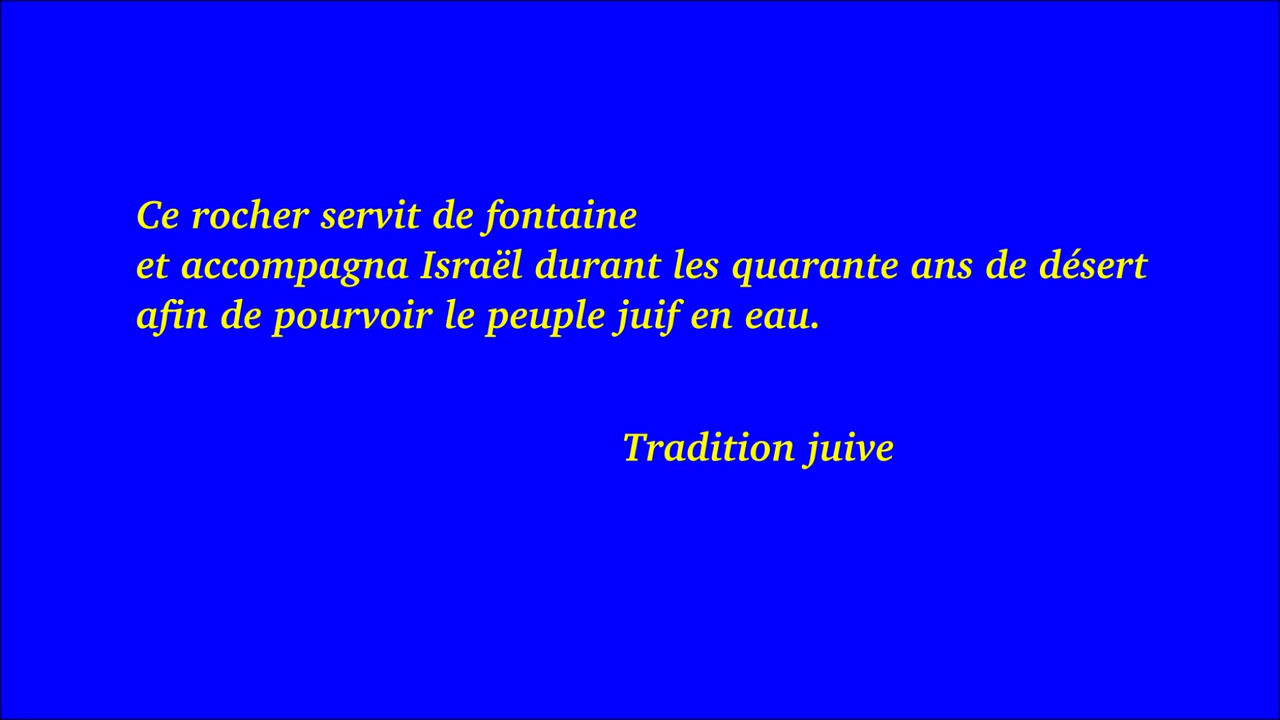 Ce rocher servit de fontaine
et accompagna Israël durant les quarante ans de désert
afin de pourvoir le peuple juif en eau.
Tradition juive